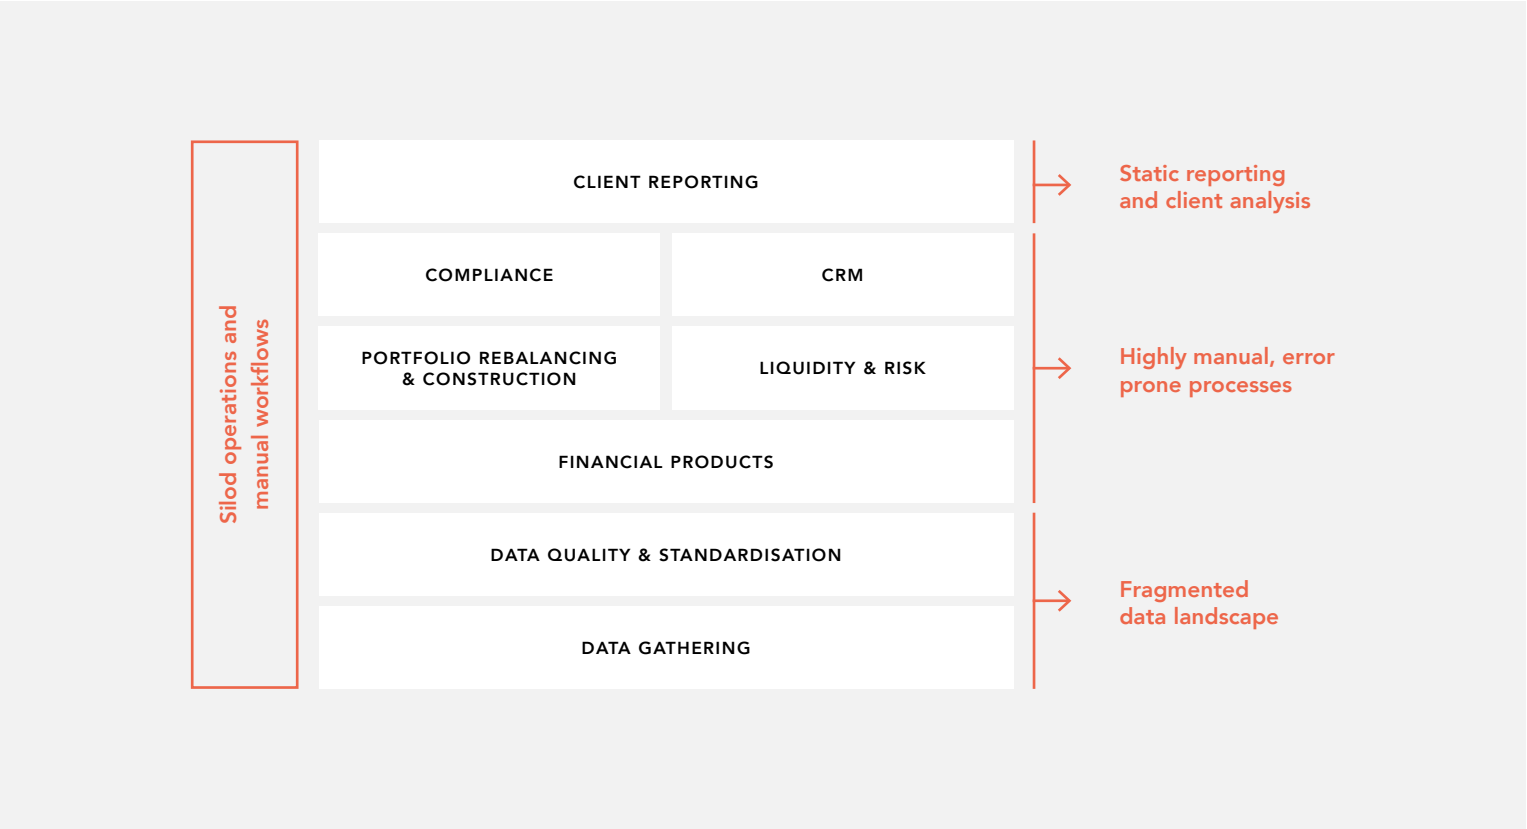 Silod operations and
manual workflows
CLIENT REPORTING
COMPLIANCE
CRM
PORTFOLIO REBALANCING
& CONSTRUCTION
LIQUIDITY & RISK
FINANCIAL PRODUCTS
DATA QUALITY & STANDARDISATION
DATA GATHERING
Static reporting
and client analysis
Highly manual, error
prone processes
Fragmented
data landscape